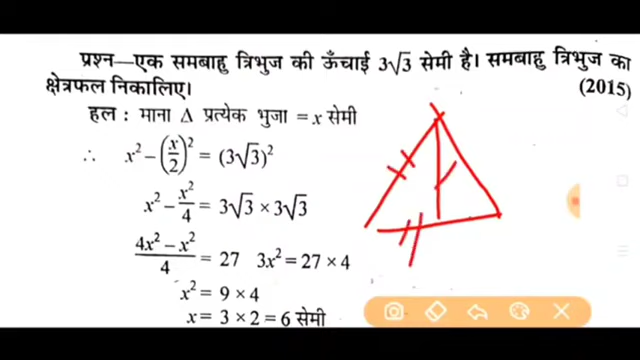 प्रश्न—एक समबाहु त्रिभुज की ऊँचाई 3√3 सेमी है। समबाहु त्रिभुज का
क्षेत्रफल निकालिए। (2015)
हल : माना Δ प्रत्येक भुजा = x सेमी
∴ x² − (x/2)² = (3√3)²
x² − x²/4 = 3√3 × 3√3
(4x² − x²)/4 = 27 3x² = 27 × 4
x² = 9 × 4
x = 3 × 2 = 6 सेमी